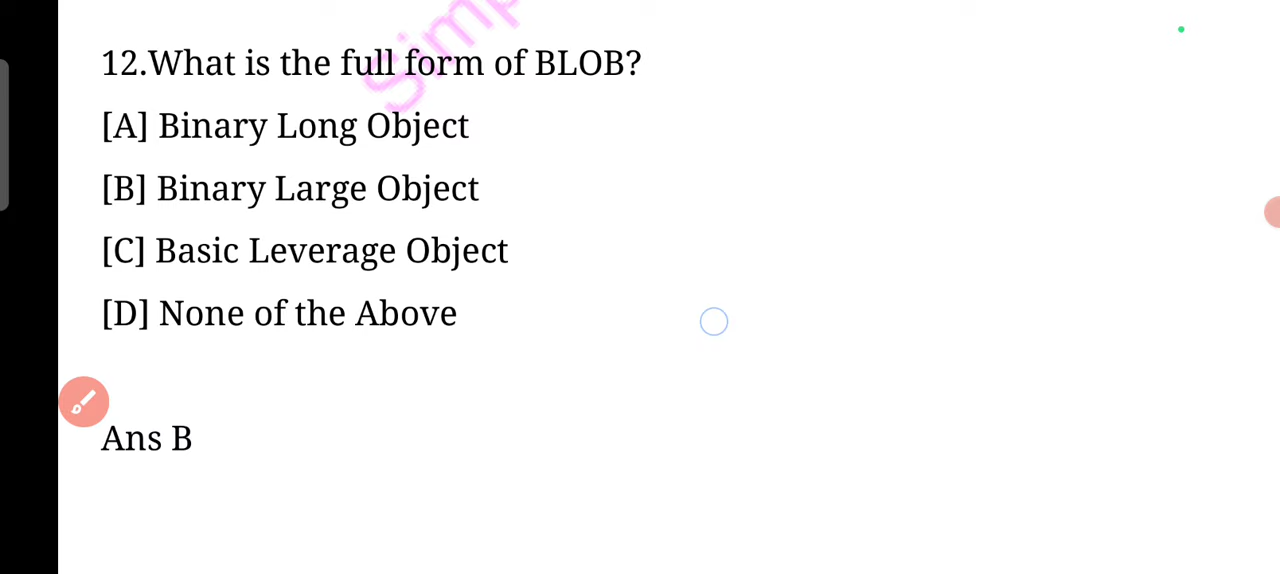 12.What is the full form of BLOB?
[A] Binary Long Object
[B] Binary Large Object
[C] Basic Leverage Object
[D] None of the Above
Ans B